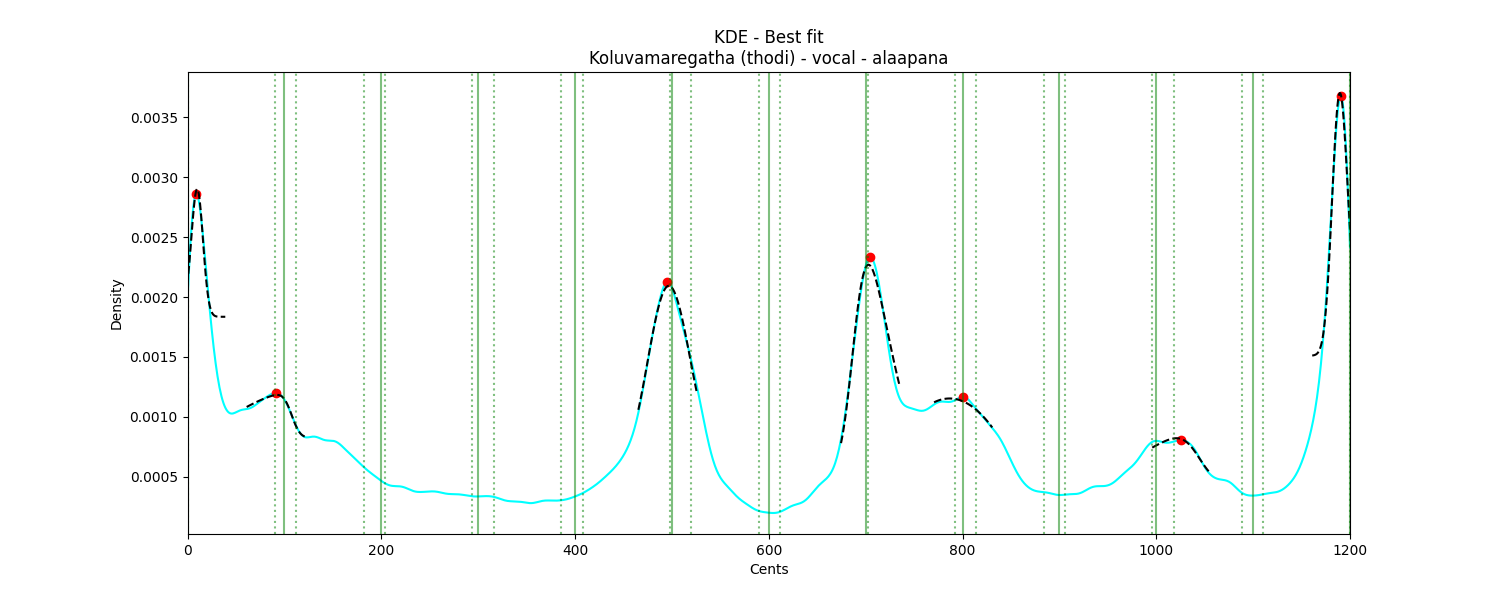 KDE - Best fit
Koluvamaregatha (thodi) - vocal - alaapana
0.0035
0.0030
0.0025
0.0020
0.0015
0.0010
0.0005
Density
0 200 400 600 800 1000 1200
Cents